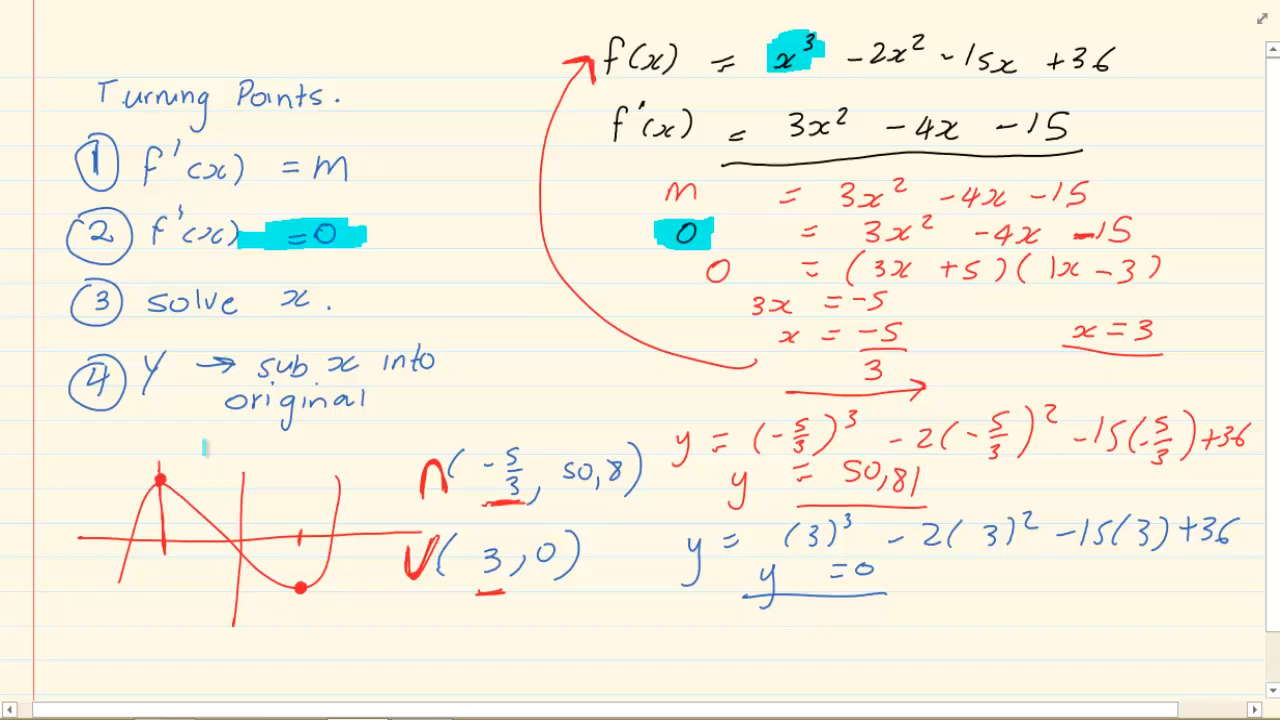 Turning Points.
① f'(x) = m
② f'(x) = 0
③ solve x.
④ Y → sub x into
original
f(x) = x³ - 2x² - 15x + 36
f'(x) = 3x² - 4x - 15
m = 3x² - 4x - 15
0 = 3x² - 4x - 15
0 = (3x + 5)(1x - 3)
3x = -5
x = -5/3
x = 3
y = (-5/3)³ - 2(-5/3)² - 15(-5/3) + 36
y = 50,81
(-5/3, 50,8)
y = (3)³ - 2(3)² - 15(3) + 36
y = 0
(3, 0)